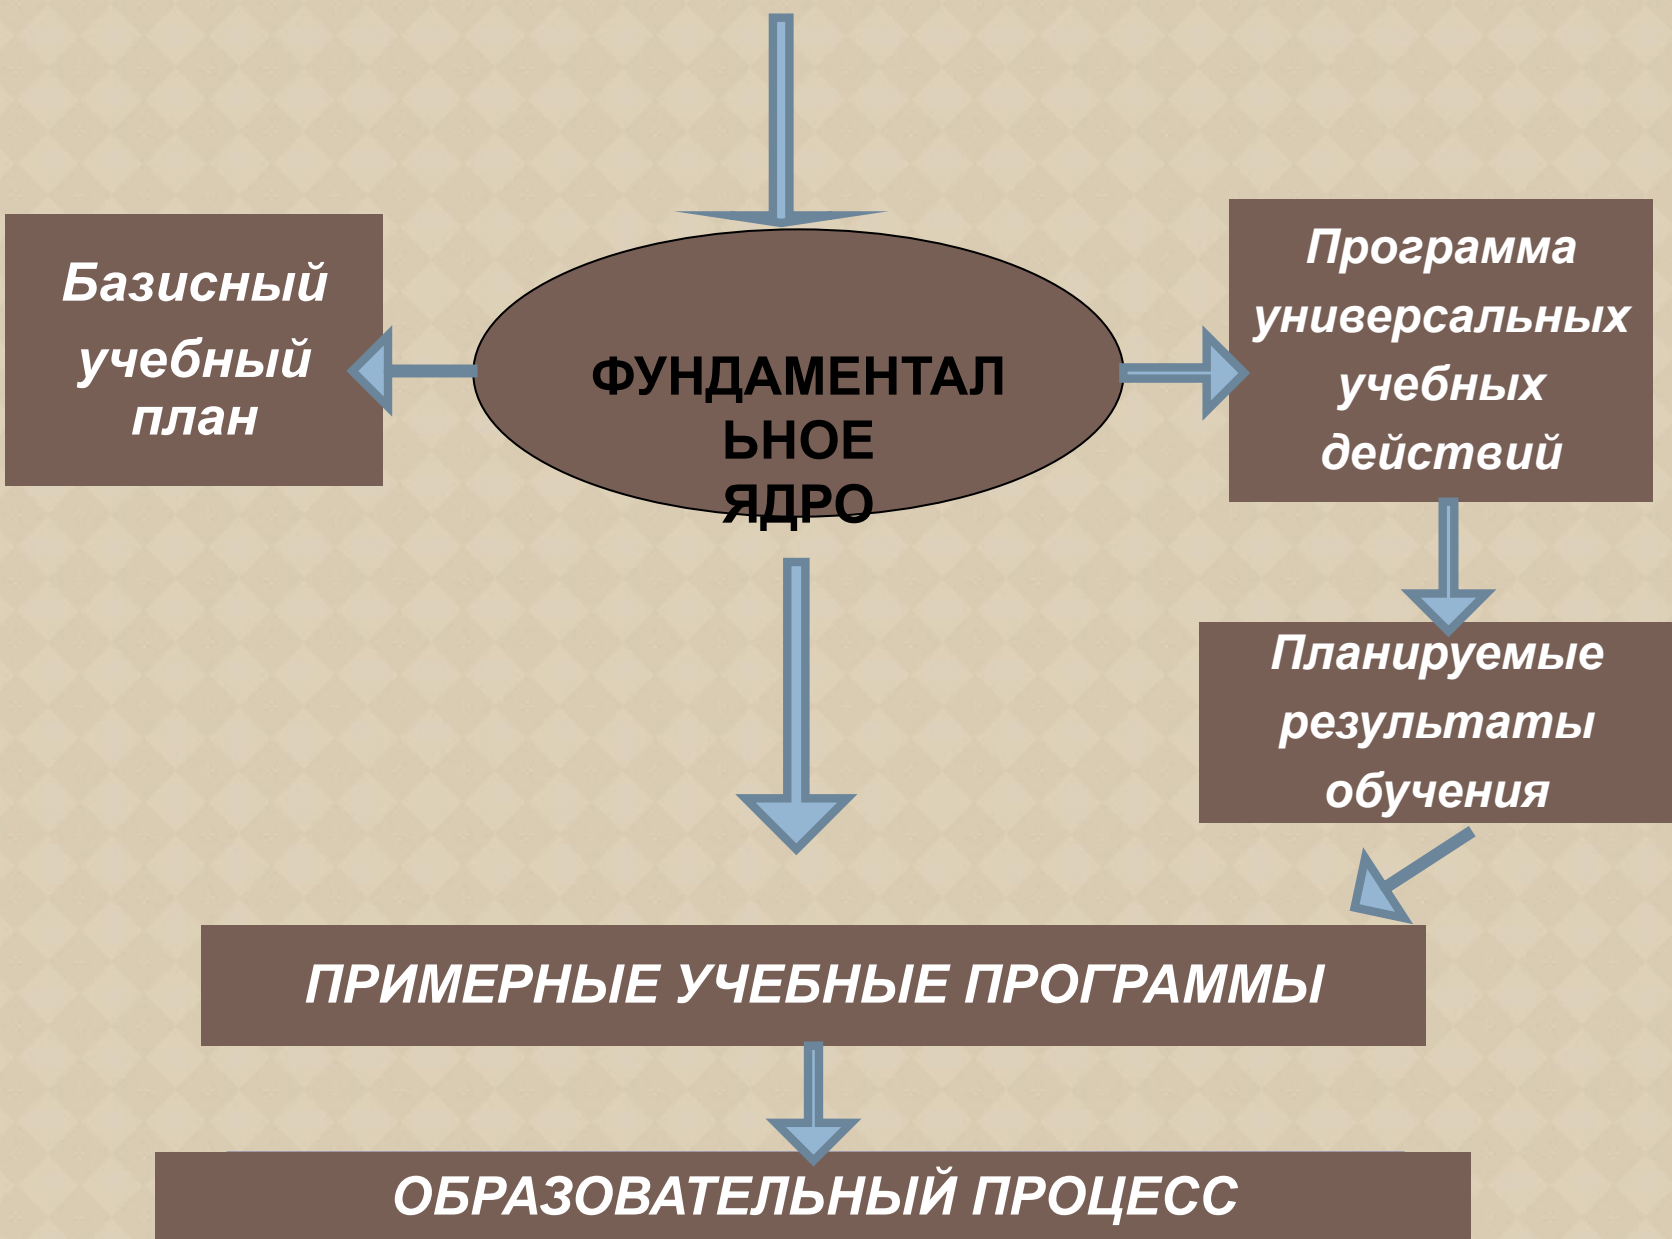 Базисный
учебный
план
ФУНДАМЕНТАЛ
ЬНОЕ
ЯДРО
Программа
универсальных
учебных
действий
Планируемые
результаты
обучения
ПРИМЕРНЫЕ УЧЕБНЫЕ ПРОГРАММЫ
ОБРАЗОВАТЕЛЬНЫЙ ПРОЦЕСС